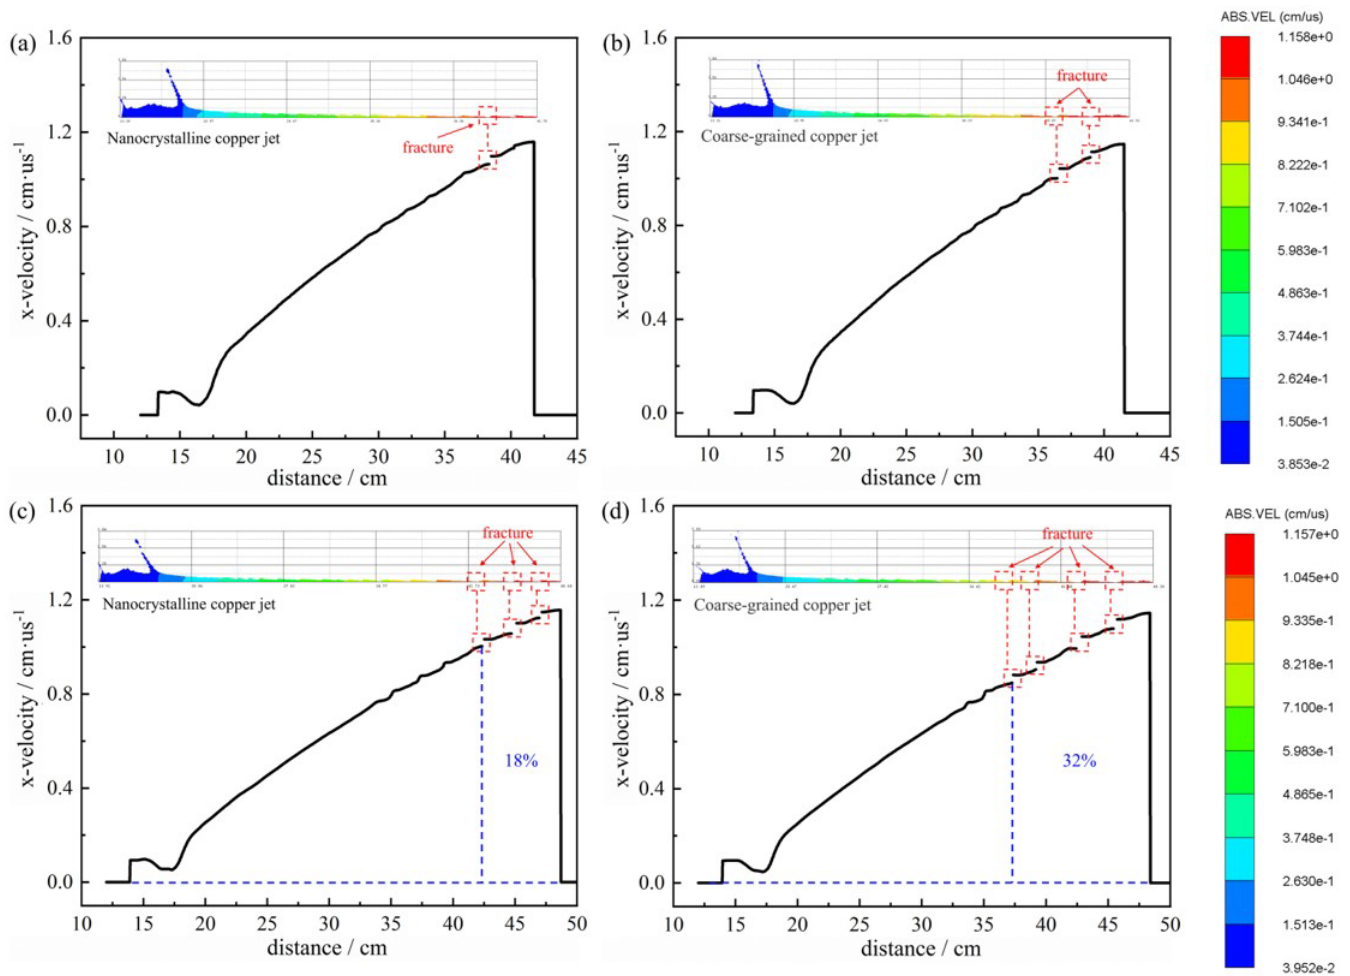 (a)
1.6
1.2
0.8
0.4
0.0
x-velocity / cm·us⁻¹
Nanocrystalline copper jet
fracture
10 15 20 25 30 35 40 45
distance / cm
(b)
1.6
1.2
0.8
0.4
0.0
x-velocity / cm·us⁻¹
fracture
Coarse-grained copper jet
10 15 20 25 30 35 40 45
distance / cm
ABS.VEL (cm/us)
1.158e+0
1.046e+0
9.341e-1
8.222e-1
7.102e-1
5.983e-1
4.863e-1
3.744e-1
2.624e-1
1.505e-1
3.853e-2
(c)
1.6
1.2
0.8
0.4
0.0
x-velocity / cm·us⁻¹
fracture
Nanocrystalline copper jet
18%
10 15 20 25 30 35 40 45 50
distance / cm
(d)
1.6
1.2
0.8
0.4
0.0
x-velocity / cm·us⁻¹
fracture
Coarse-grained copper jet
32%
10 15 20 25 30 35 40 45 50
distance / cm
ABS.VEL (cm/us)
1.157e+0
1.045e+0
9.335e-1
8.218e-1
7.100e-1
5.983e-1
4.865e-1
3.748e-1
2.630e-1
1.513e-1
3.952e-2